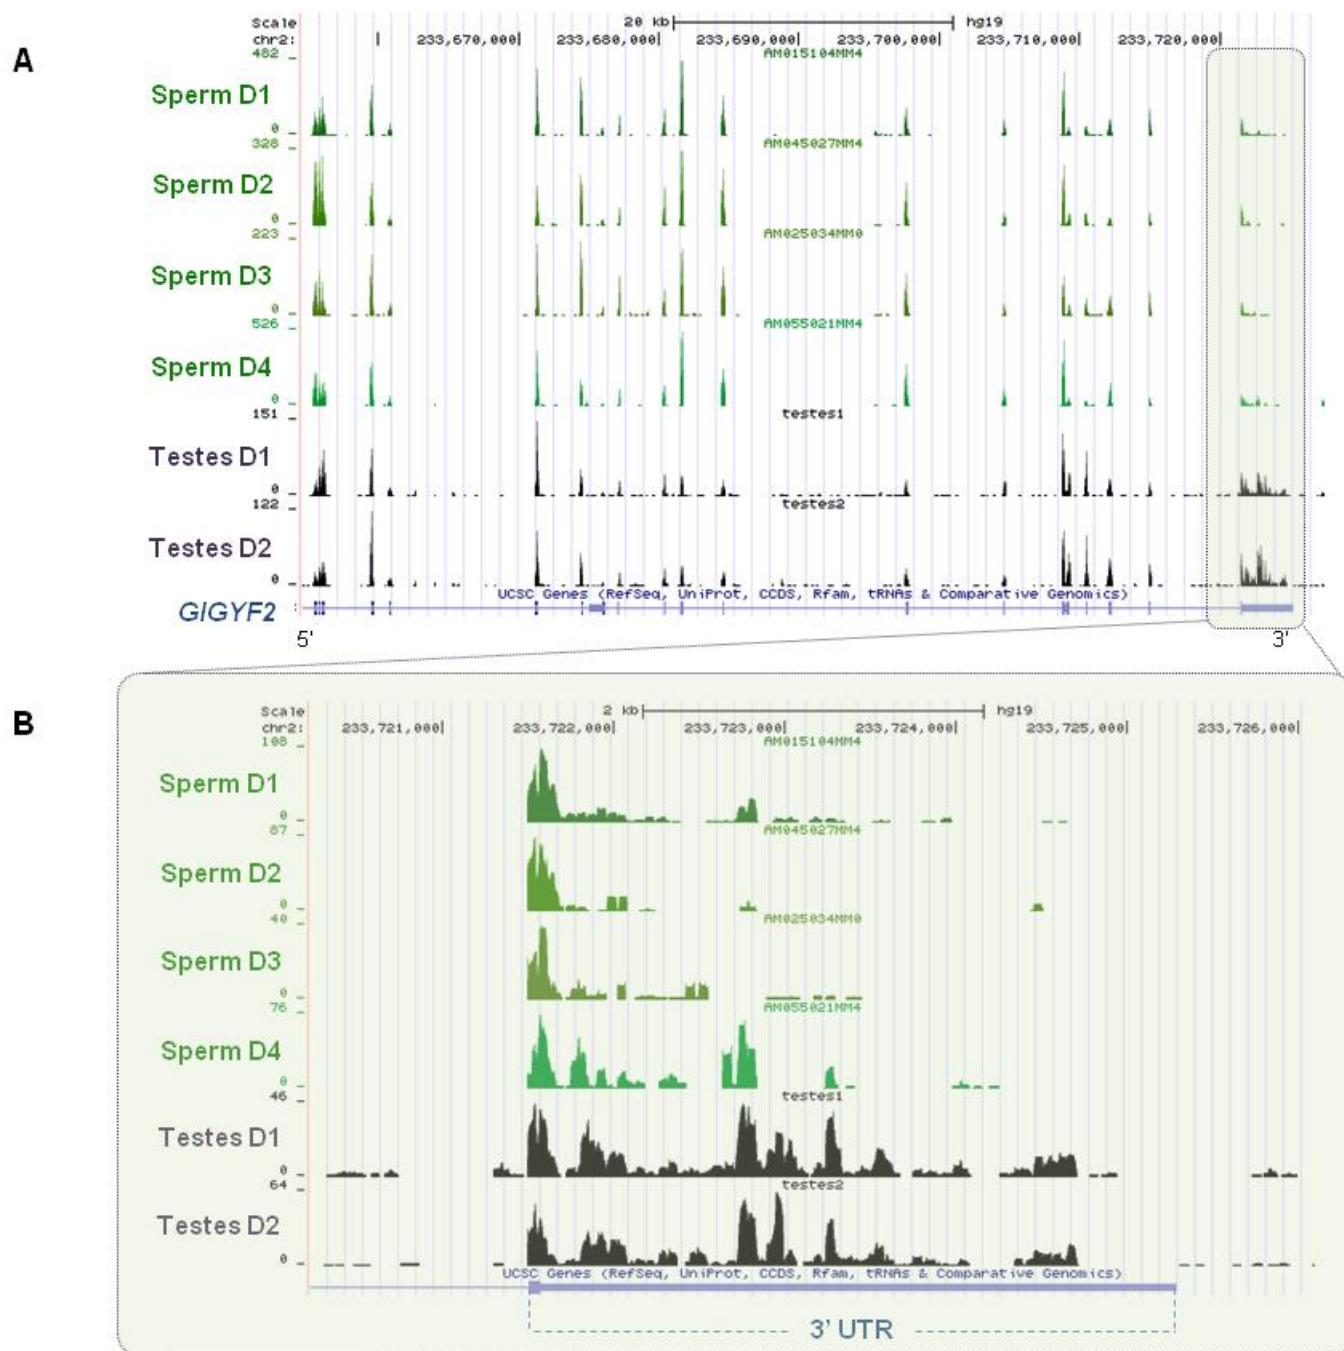 A
Scale 20 kb hg19
chr2: 233,670,000 233,680,000 233,690,000 233,700,000 233,710,000 233,720,000
482 AM015104MM4
Sperm D1
0
328 AM045027MM4
Sperm D2
0
223 AM025034MM0
Sperm D3
0
526 AM055021MM4
Sperm D4
0
151 testes1
Testes D1
0
122 testes2
Testes D2
0
UCSC Genes (RefSeq, UniProt, CCDS, Rfam, tRNAs & Comparative Genomics)
GIGYF2
5' 3'
B
Scale 2 kb hg19
chr2: 233,721,000 233,722,000 233,723,000 233,724,000 233,725,000 233,726,000
108 AM015104MM4
Sperm D1
0
87 AM045027MM4
Sperm D2
0
40 AM025034MM0
Sperm D3
0
76 AM055021MM4
Sperm D4
0
46 testes1
Testes D1
0
64 testes2
Testes D2
0
UCSC Genes (RefSeq, UniProt, CCDS, Rfam, tRNAs & Comparative Genomics)
3' UTR